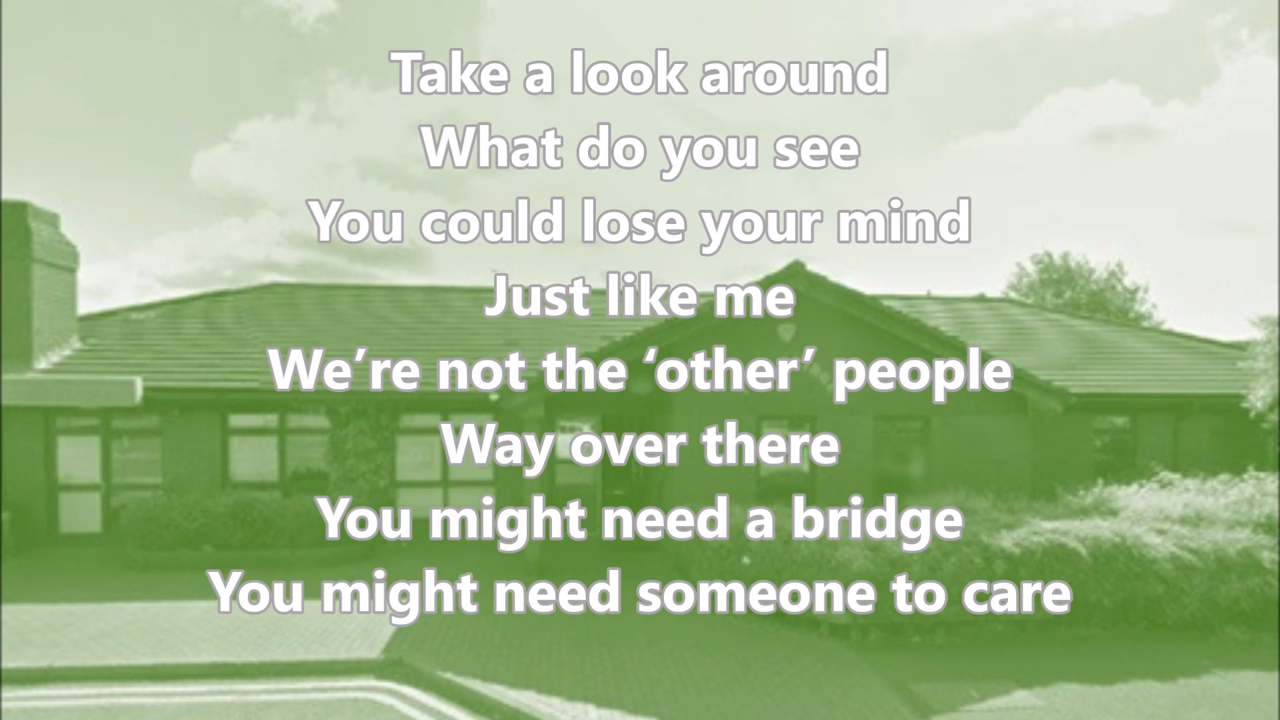 Take a look around
What do you see
You could lose your mind
Just like me
We’re not the ‘other’ people
Way over there
You might need a bridge
You might need someone to care